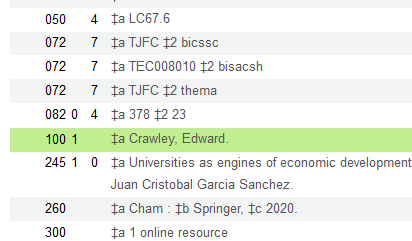 050 4 ‡a LC67.6
072 7 ‡a TJFC ‡2 bicssc
072 7 ‡a TEC008010 ‡2 bisacsh
072 7 ‡a TJFC ‡2 thema
082 0 4 ‡a 378 ‡2 23
100 1 ‡a Crawley, Edward.
245 1 0 ‡a Universities as engines of economic development
Juan Cristobal Garcia Sanchez.
260 ‡a Cham : ‡b Springer, ‡c 2020.
300 ‡a 1 online resource